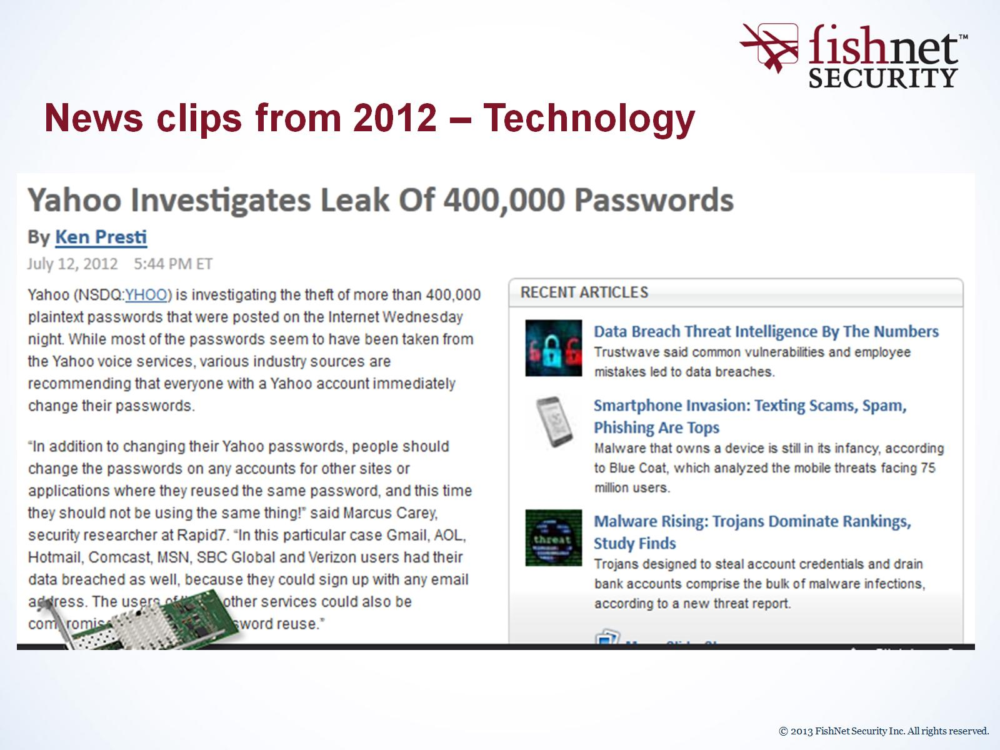 fishnet™
SECURITY
News clips from 2012 – Technology
Yahoo Investigates Leak Of 400,000 Passwords
By Ken Presti
July 12, 2012 5:44 PM ET
Yahoo (NSDQ:YHOO) is investigating the theft of more than 400,000
plaintext passwords that were posted on the Internet Wednesday
night. While most of the passwords seem to have been taken from
the Yahoo voice services, various industry sources are
recommending that everyone with a Yahoo account immediately
change their passwords.
“In addition to changing their Yahoo passwords, people should
change the passwords on any accounts for other sites or
applications where they reused the same password, and this time
they should not be using the same thing!” said Marcus Carey,
security researcher at Rapid7. “In this particular case Gmail, AOL,
Hotmail, Comcast, MSN, SBC Global and Verizon users had their
data breached as well, because they could sign up with any email
address. The users of other services could also be
reuse.”
RECENT ARTICLES
Data Breach Threat Intelligence By The Numbers
Trustwave said common vulnerabilities and employee
mistakes led to data breaches.
Smartphone Invasion: Texting Scams, Spam,
Phishing Are Tops
Malware that owns a device is still in its infancy, according
to Blue Coat, which analyzed the mobile threats facing 75
million users.
threat
Malware Rising: Trojans Dominate Rankings,
Study Finds
Trojans designed to steal account credentials and drain
bank accounts comprise the bulk of malware infections,
according to a new threat report.
© 2013 FishNet Security Inc. All rights reserved.